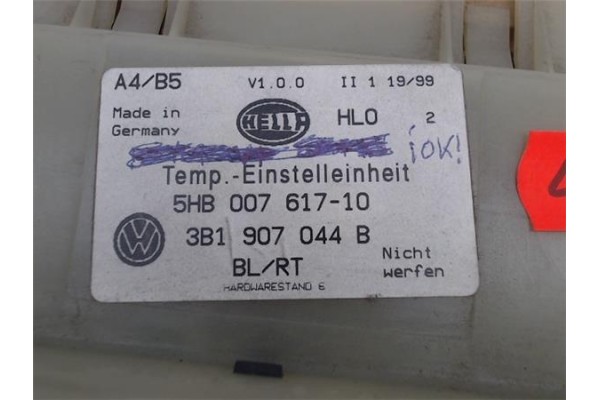 A4/B5 V1.0.0 II 1 19/99
Made in
Germany
HELLA
HLO 2
¡OK!
Temp.-Einstelleinheit
5HB 007 617-10
3B1 907 044 B
BL/RT
Nicht
werfen
HARDWARESTAND 6